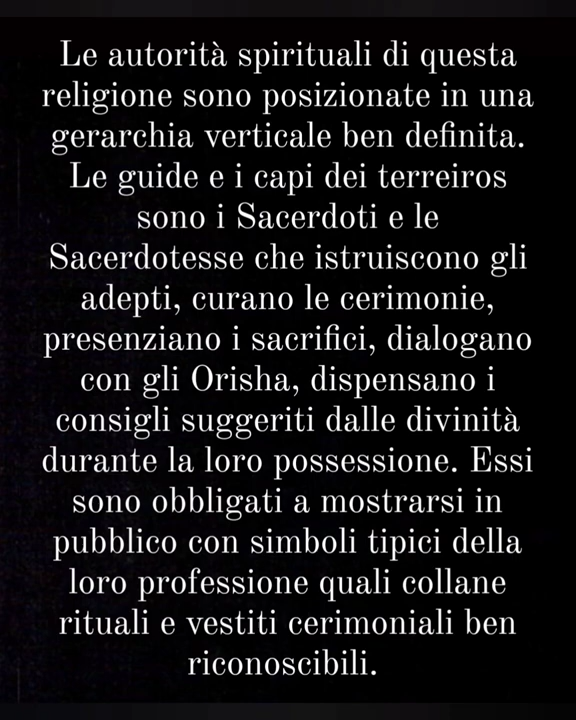 Le autorità spirituali di questa
religione sono posizionate in una
gerarchia verticale ben definita.
Le guide e i capi dei terreiros
sono i Sacerdoti e le
Sacerdotesse che istruiscono gli
adepti, curano le cerimonie,
presenziano i sacrifici, dialogano
con gli Orisha, dispensano i
consigli suggeriti dalle divinità
durante la loro possessione. Essi
sono obbligati a mostrarsi in
pubblico con simboli tipici della
loro professione quali collane
rituali e vestiti cerimoniali ben
riconoscibili.